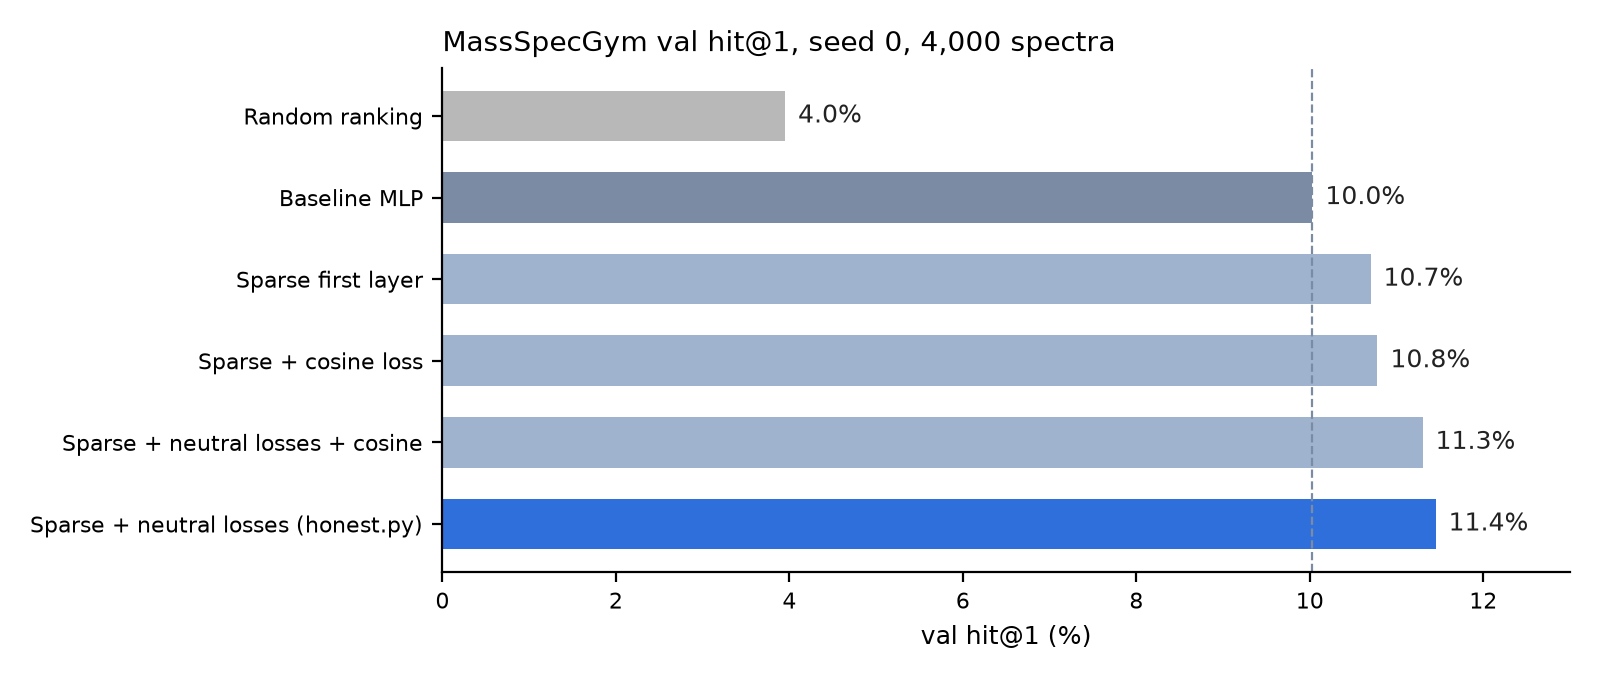 MassSpecGym val hit@1, seed 0, 4,000 spectra
Random ranking
4.0%
Baseline MLP
10.0%
Sparse first layer
10.7%
Sparse + cosine loss
10.8%
Sparse + neutral losses + cosine
11.3%
Sparse + neutral losses (honest.py)
11.4%
0 2 4 6 8 10 12
val hit@1 (%)